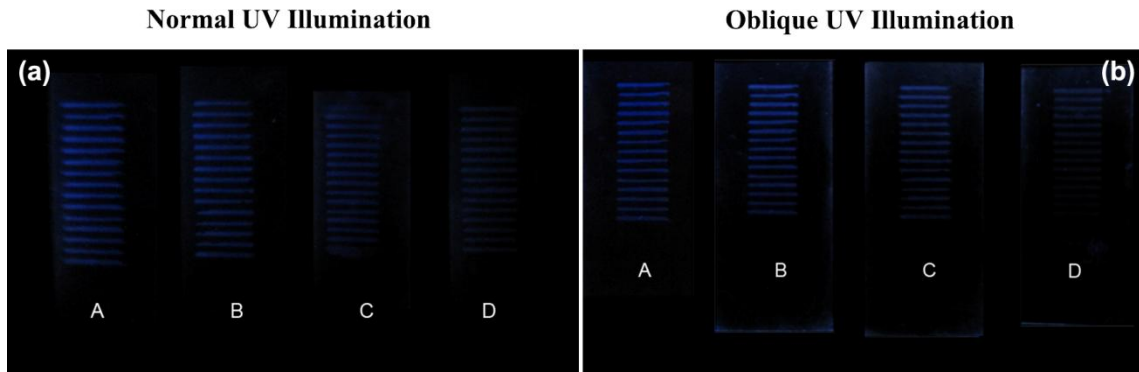 Normal UV Illumination
Oblique UV Illumination
(a)
A B C D
(b)
A B C D